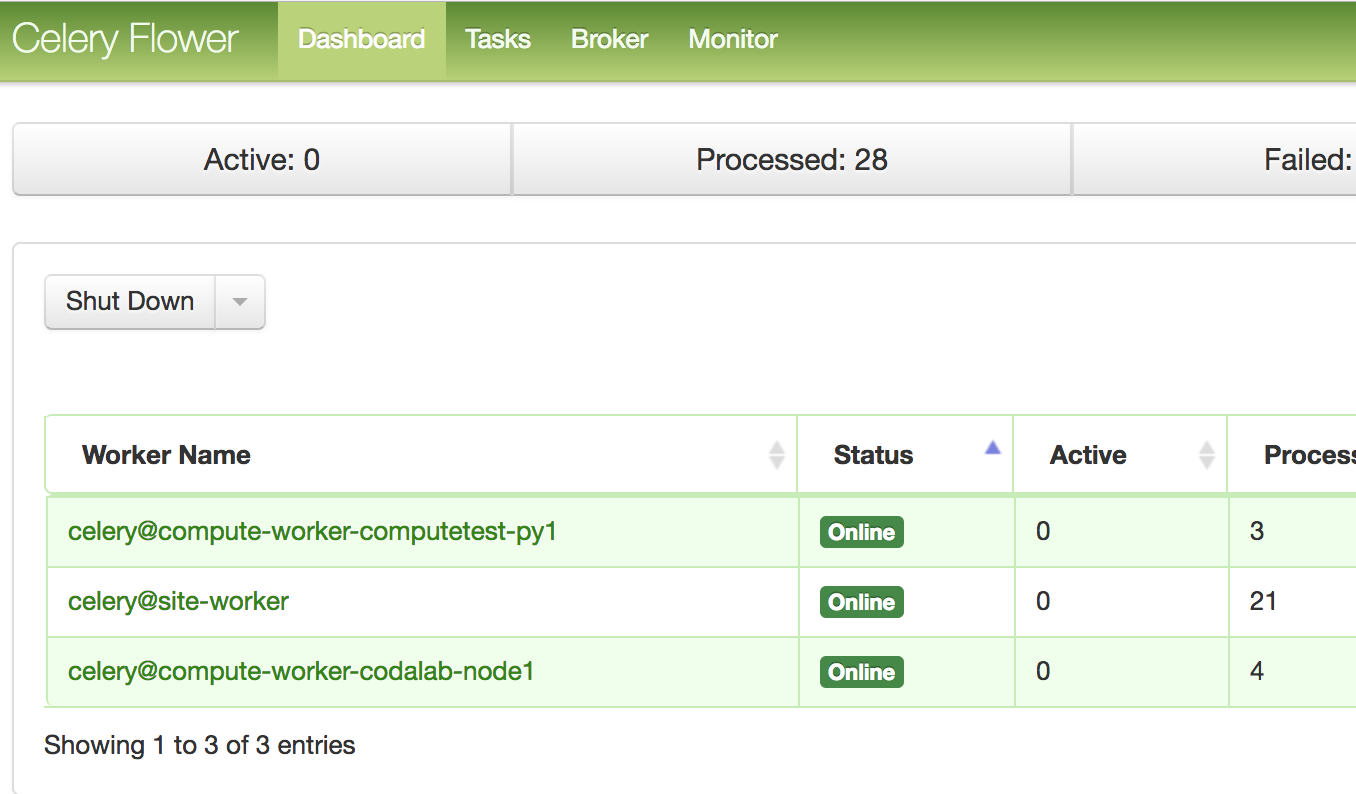 Celery Flower Dashboard Tasks Broker Monitor
Active: 0 Processed: 28 Failed:
Shut Down
Worker Name Status Active Process
celery@compute-worker-computetest-py1 Online 0 3
celery@site-worker Online 0 21
celery@compute-worker-codalab-node1 Online 0 4
Showing 1 to 3 of 3 entries